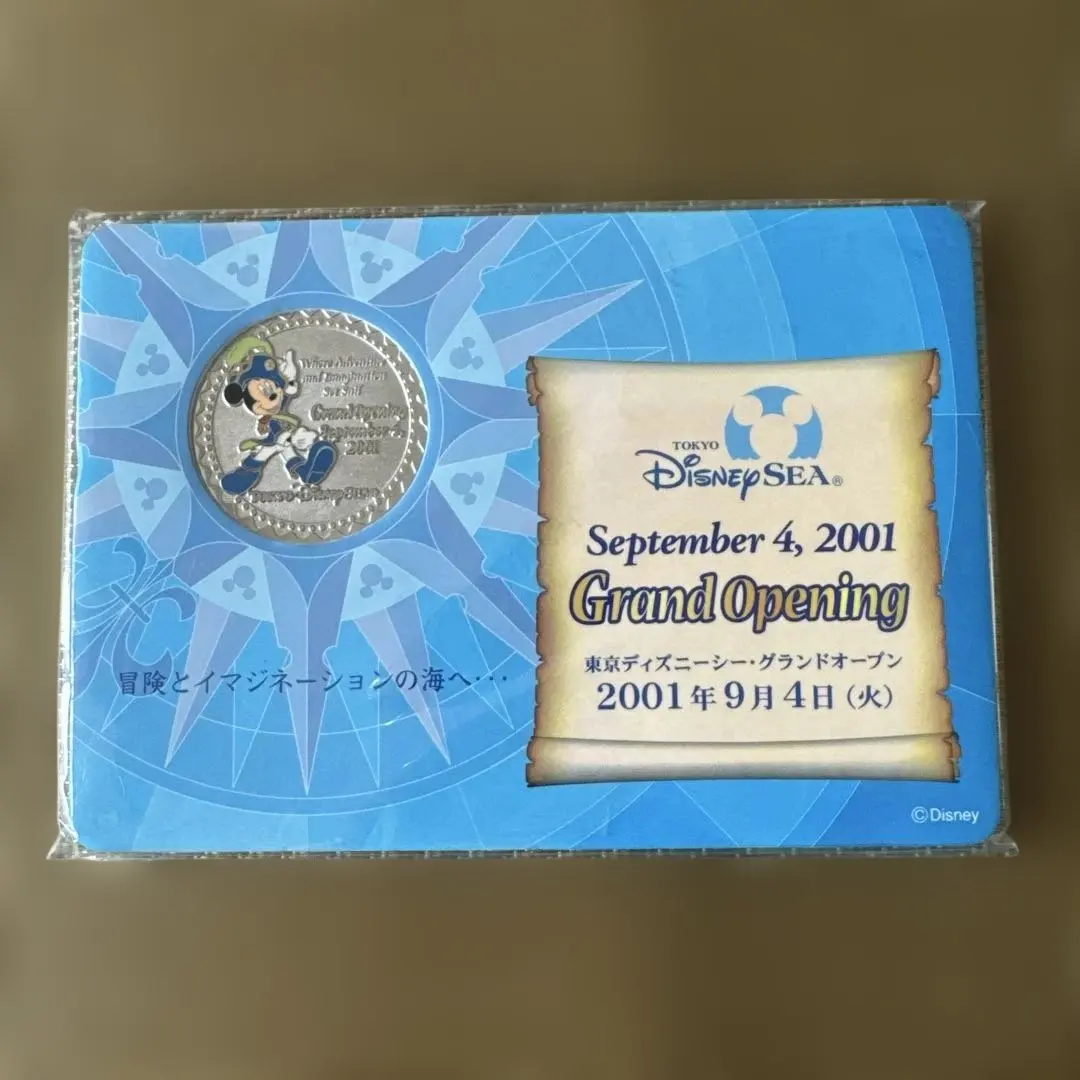 Where Adventure
and Imagination
Set Sail
Grand Opening
September 4,
2001
TOKYO DISNEYSEA
冒険とイマジネーションの海へ・・・
TOKYO
DISNEY SEA®
September 4, 2001
Grand Opening
東京ディズニーシー・グランドオープン
2001年9月4日(火)
©Disney